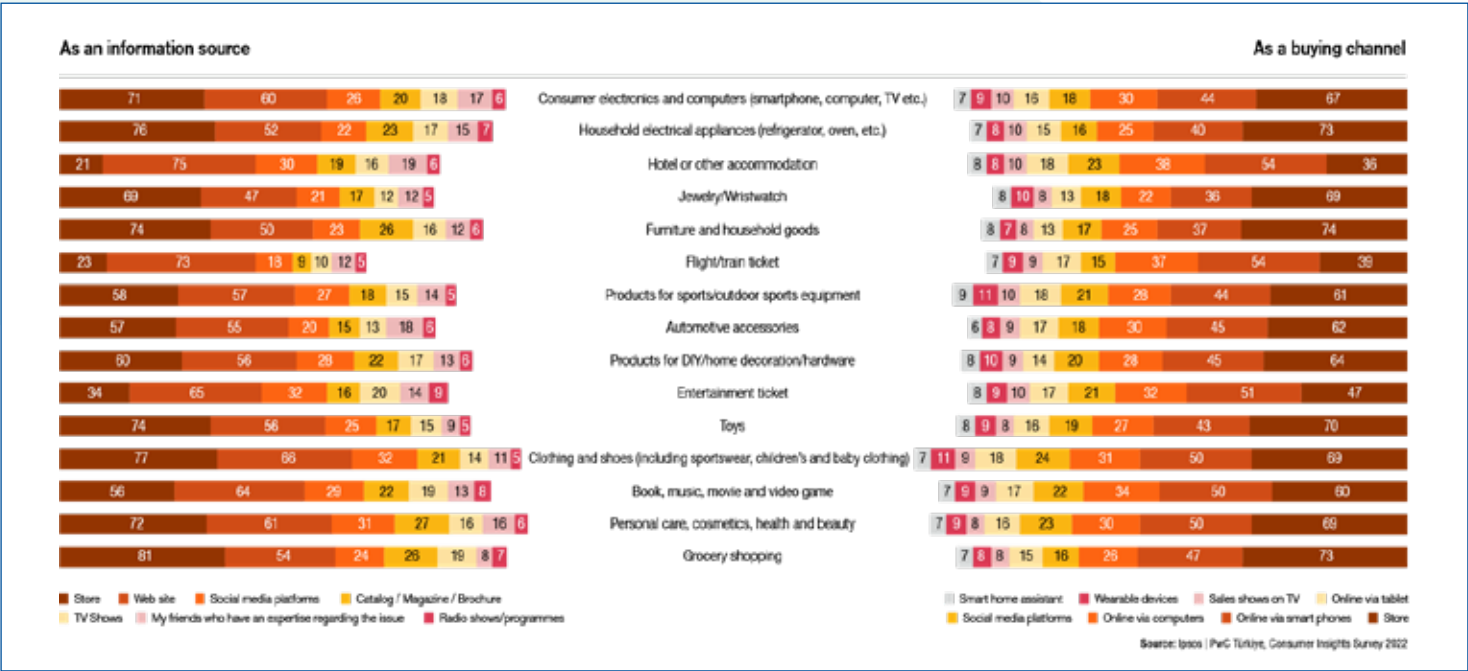 As an information source As a buying channel
71 60 26 20 18 17 6 Consumer electronics and computers (smartphone, computer, TV etc.) 7 9 10 16 18 30 44 67
76 52 22 23 17 15 7 Household electrical appliances (refrigerator, oven, etc.) 7 8 10 15 16 25 40 73
21 75 30 19 16 19 6 Hotel or other accommodation 8 8 10 18 23 38 54 36
69 47 21 17 12 12 5 Jewelry/Wristwatch 8 10 8 13 18 22 36 69
74 50 23 26 16 12 6 Furniture and household goods 8 7 8 13 17 25 37 74
23 73 18 9 10 12 5 Flight/train ticket 7 9 9 17 15 37 54 39
58 57 27 18 15 14 5 Products for sports/outdoor sports equipment 9 11 10 18 21 28 44 61
57 55 20 15 13 18 6 Automotive accessories 6 8 9 17 18 30 45 62
60 56 28 22 17 13 6 Products for DIY/home decoration/hardware 8 10 9 14 20 28 45 64
34 65 32 16 20 14 9 Entertainment ticket 8 9 10 17 21 32 51 47
74 56 25 17 15 9 5 Toys 8 9 8 16 19 27 43 70
77 66 32 21 14 11 5 Clothing and shoes (including sportswear, children's and baby clothing) 7 11 9 18 24 31 50 69
56 64 29 22 19 13 8 Book, music, movie and video game 7 9 9 17 22 34 50 60
72 61 31 27 16 16 6 Personal care, cosmetics, health and beauty 7 9 8 16 23 30 50 69
81 54 24 26 19 8 7 Grocery shopping 7 8 8 15 16 26 47 73
Store Web site Social media platforms Catalog / Magazine / Brochure
TV Shows My friends who have an expertise regarding the issue Radio shows/programmes
Smart home assistant Wearable devices Sales shows on TV Online via tablet
Social media platforms Online via computers Online via smart phones Store
Source: Ipsos | PwC Türkiye, Consumer Insights Survey 2022